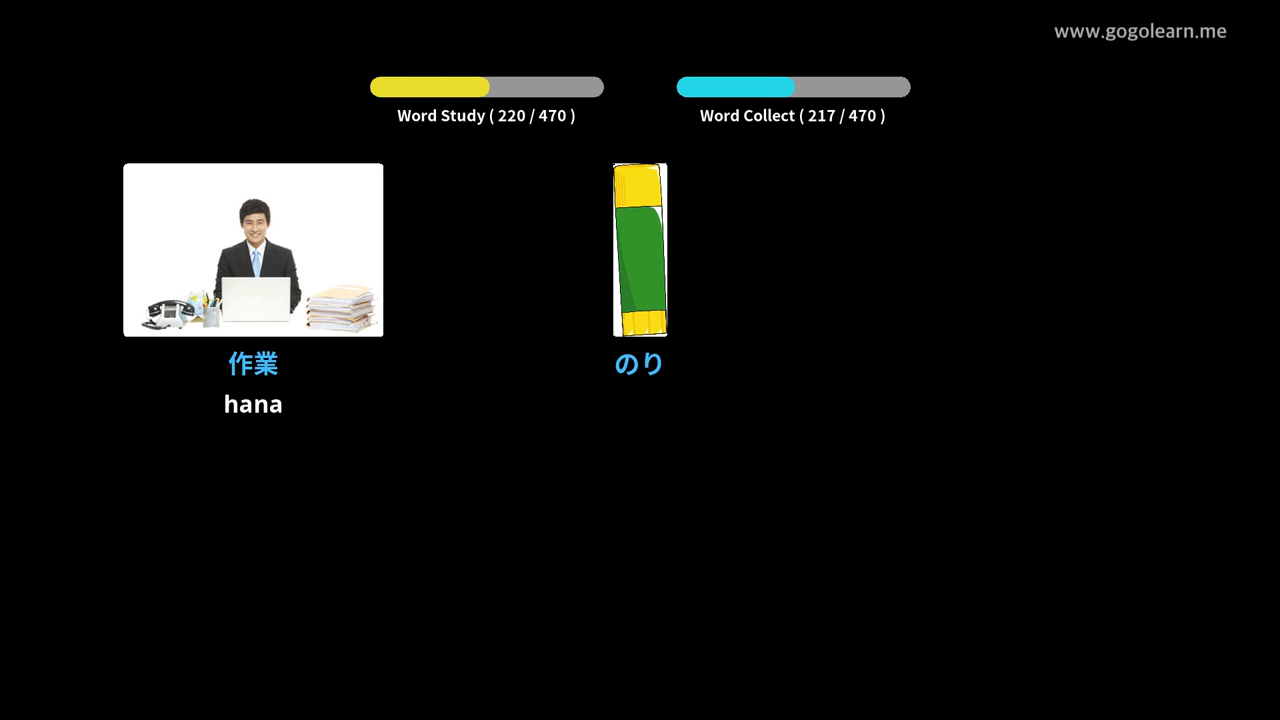 www.gogolearn.me
Word Study ( 220 / 470 )
Word Collect ( 217 / 470 )
作業
のり
hana